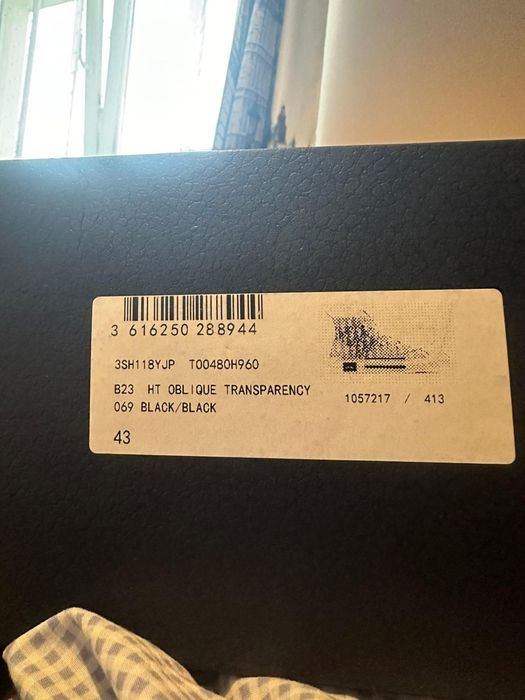 3 616250 288944
3SH118YJP T00480H960
B23 HT OBLIQUE TRANSPARENCY
069 BLACK/BLACK
1057217 / 413
43